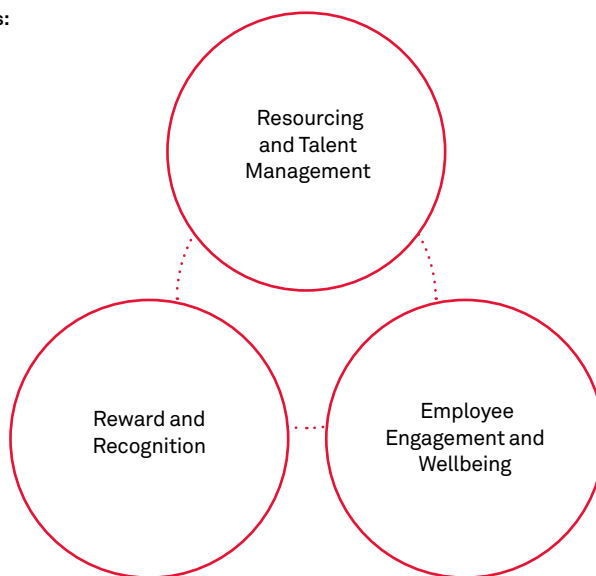 s:
Resourcing
and Talent
Management
Reward and
Recognition
Employee
Engagement and
Wellbeing